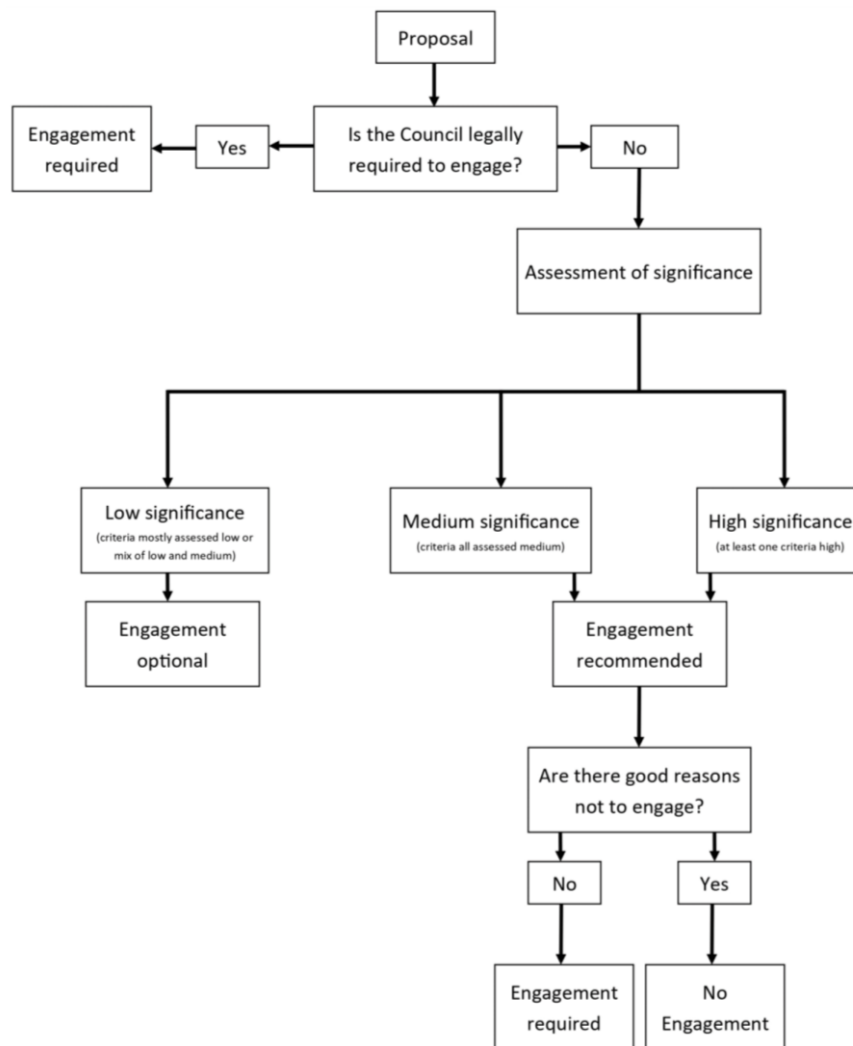 Proposal
Engagement
required
Yes
Is the Council legally
required to engage?
No
Assessment of significance
Low significance
(criteria mostly assessed low or
mix of low and medium)
Medium significance
(criteria all assessed medium)
High significance
(at least one criteria high)
Engagement
optional
Engagement
recommended
Are there good reasons
not to engage?
No
Yes
Engagement
required
No
Engagement